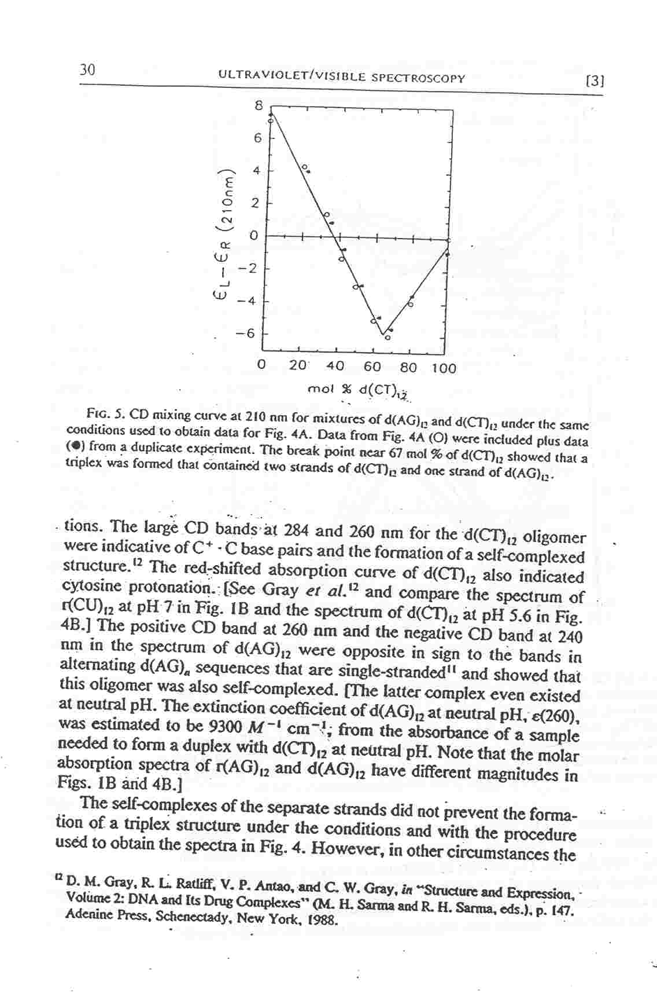 30
ULTRAVIOLET/VISIBLE SPECTROSCOPY
[3]
8
6
4
2
0
−2
−4
−6
ϵL−ϵR (210nm)
0 20 40 60 80 100
mol % d(CT)₁₂
FIG. 5. CD mixing curve at 210 nm for mixtures of d(AG)₁₂ and d(CT)₁₂ under the same
conditions used to obtain data for Fig. 4A. Data from Fig. 4A (O) were included plus data
(●) from a duplicate experiment. The break point near 67 mol % of d(CT)₁₂ showed that a
triplex was formed that contained two strands of d(CT)₁₂ and one strand of d(AG)₁₂.
tions. The large CD bands at 284 and 260 nm for the d(CT)₁₂ oligomer
were indicative of C⁺ · C base pairs and the formation of a self-complexed
structure.¹² The red-shifted absorption curve of d(CT)₁₂ also indicated
cytosine protonation. [See Gray et al.¹² and compare the spectrum of
r(CU)₁₂ at pH 7 in Fig. 1B and the spectrum of d(CT)₁₂ at pH 5.6 in Fig.
4B.] The positive CD band at 260 nm and the negative CD band at 240
nm in the spectrum of d(AG)₁₂ were opposite in sign to the bands in
alternating d(AG)ₙ sequences that are single-stranded¹¹ and showed that
this oligomer was also self-complexed. [The latter complex even existed
at neutral pH. The extinction coefficient of d(AG)₁₂ at neutral pH, ε(260),
was estimated to be 9300 M⁻¹ cm⁻¹; from the absorbance of a sample
needed to form a duplex with d(CT)₁₂ at neutral pH. Note that the molar
absorption spectra of r(AG)₁₂ and d(AG)₁₂ have different magnitudes in
Figs. 1B and 4B.]
The self-complexes of the separate strands did not prevent the forma-
tion of a triplex structure under the conditions and with the procedure
used to obtain the spectra in Fig. 4. However, in other circumstances the
¹² D. M. Gray, R. L. Ratliff, V. P. Antao, and C. W. Gray, in "Structure and Expression,
Volume 2: DNA and Its Drug Complexes" (M. H. Sarma and R. H. Sarma, eds.), p. 147.
Adenine Press, Schenectady, New York, 1988.